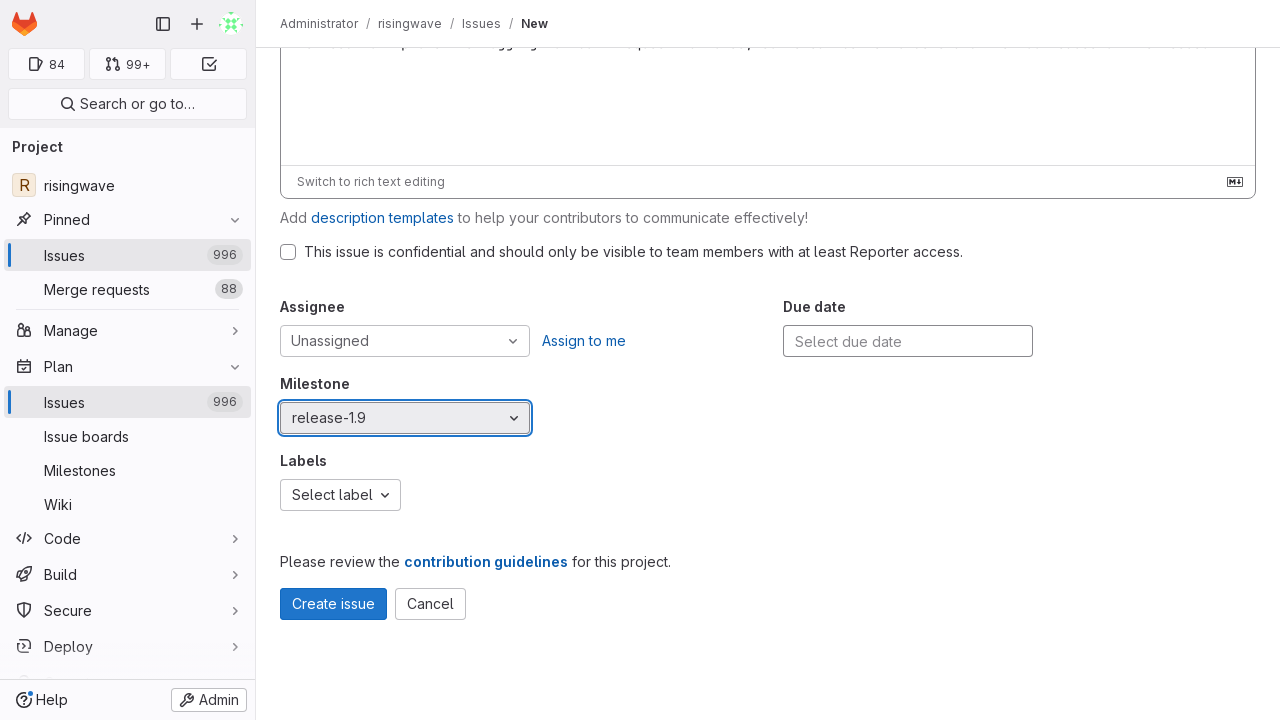 Administrator / risingwave / Issues / New
84
99+
Search or go to…
Project
R risingwave
Pinned
Issues 996
Merge requests 88
Manage
Plan
Issues 996
Issue boards
Milestones
Wiki
Code
Build
Secure
Deploy
Help
Admin
Switch to rich text editing
Add description templates to help your contributors to communicate effectively!
This issue is confidential and should only be visible to team members with at least Reporter access.
Assignee
Unassigned
Assign to me
Due date
Select due date
Milestone
release-1.9
Labels
Select label
Please review the contribution guidelines for this project.
Create issue
Cancel